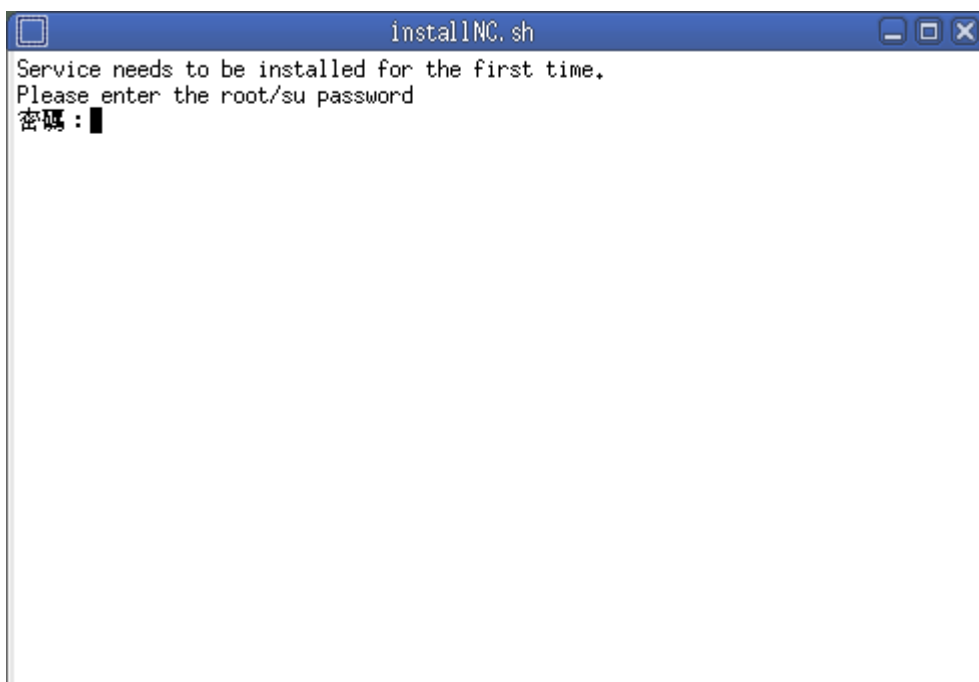 installNC.sh
Service needs to be installed for the first time.
Please enter the root/su password
密碼：